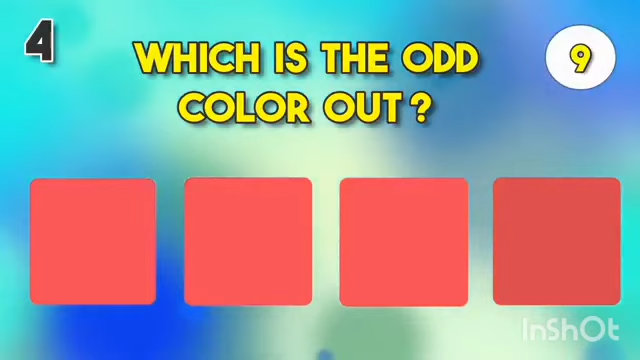 4
WHICH IS THE ODD
9
COLOR OUT?
InShOt